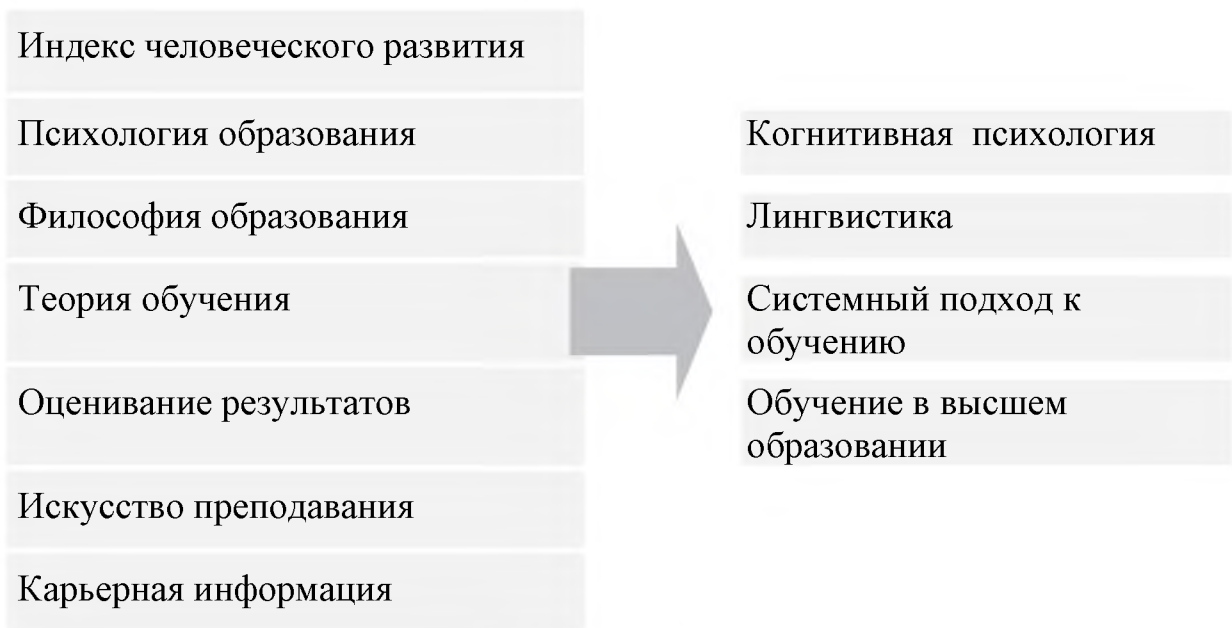 Индекс человеческого развития
Психология образования
Философия образования
Теория обучения
Оценивание результатов
Искусство преподавания
Карьерная информация
Когнитивная психология
Лингвистика
Системный подход к
обучению
Обучение в высшем
образовании